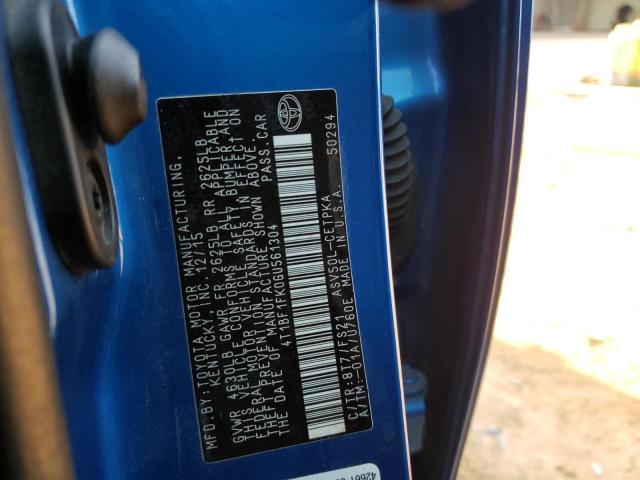 MFD.BY:TOYOTA MOTOR MANUFACTURING,
KENTUCKY, INC. 12/15
GVWR 4630LB GAWR FR 2625LB RR 2625LB
THIS VEHICLE CONFORMS TO ALL APPLICABLE
FEDERAL MOTOR VEHICLE SAFETY, BUMPER AND
THEFT PREVENTION STANDARDS IN EFFECT ON
THE DATE OF MANUFACTURE SHOWN ABOVE.
4T1BF1FK0GU561304 PASS.CAR
C/TR:8T7/FS21 ASV50L-CETPKA
A/TM:-01A/U760E MADE IN U.S.A.
50294